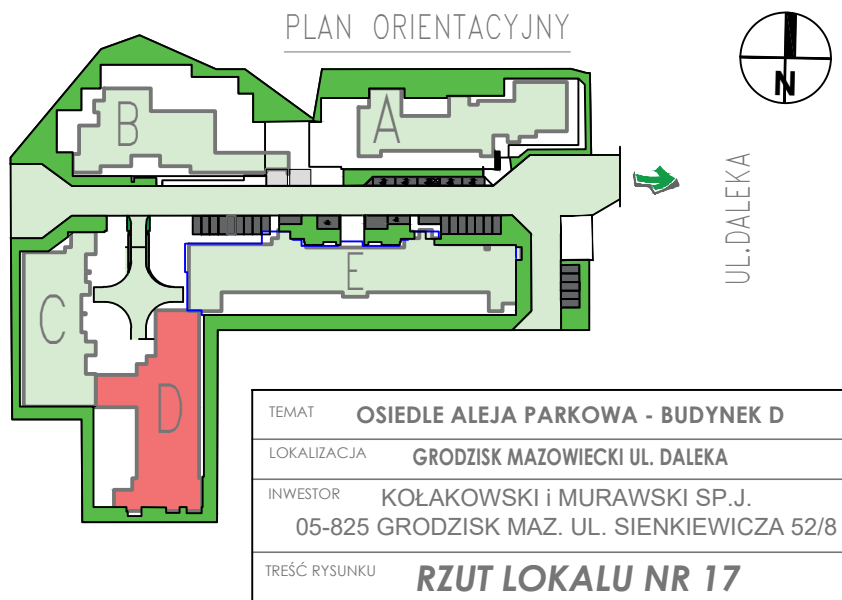 PLAN ORIENTACYJNY
N
B
A
UL.DALEKA
E
C
D
TEMAT OSIEDLE ALEJA PARKOWA - BUDYNEK D
LOKALIZACJA GRODZISK MAZOWIECKI UL. DALEKA
INWESTOR KOŁAKOWSKI i MURAWSKI SP.J.
05-825 GRODZISK MAZ. UL. SIENKIEWICZA 52/8
TREŚĆ RYSUNKU RZUT LOKALU NR 17